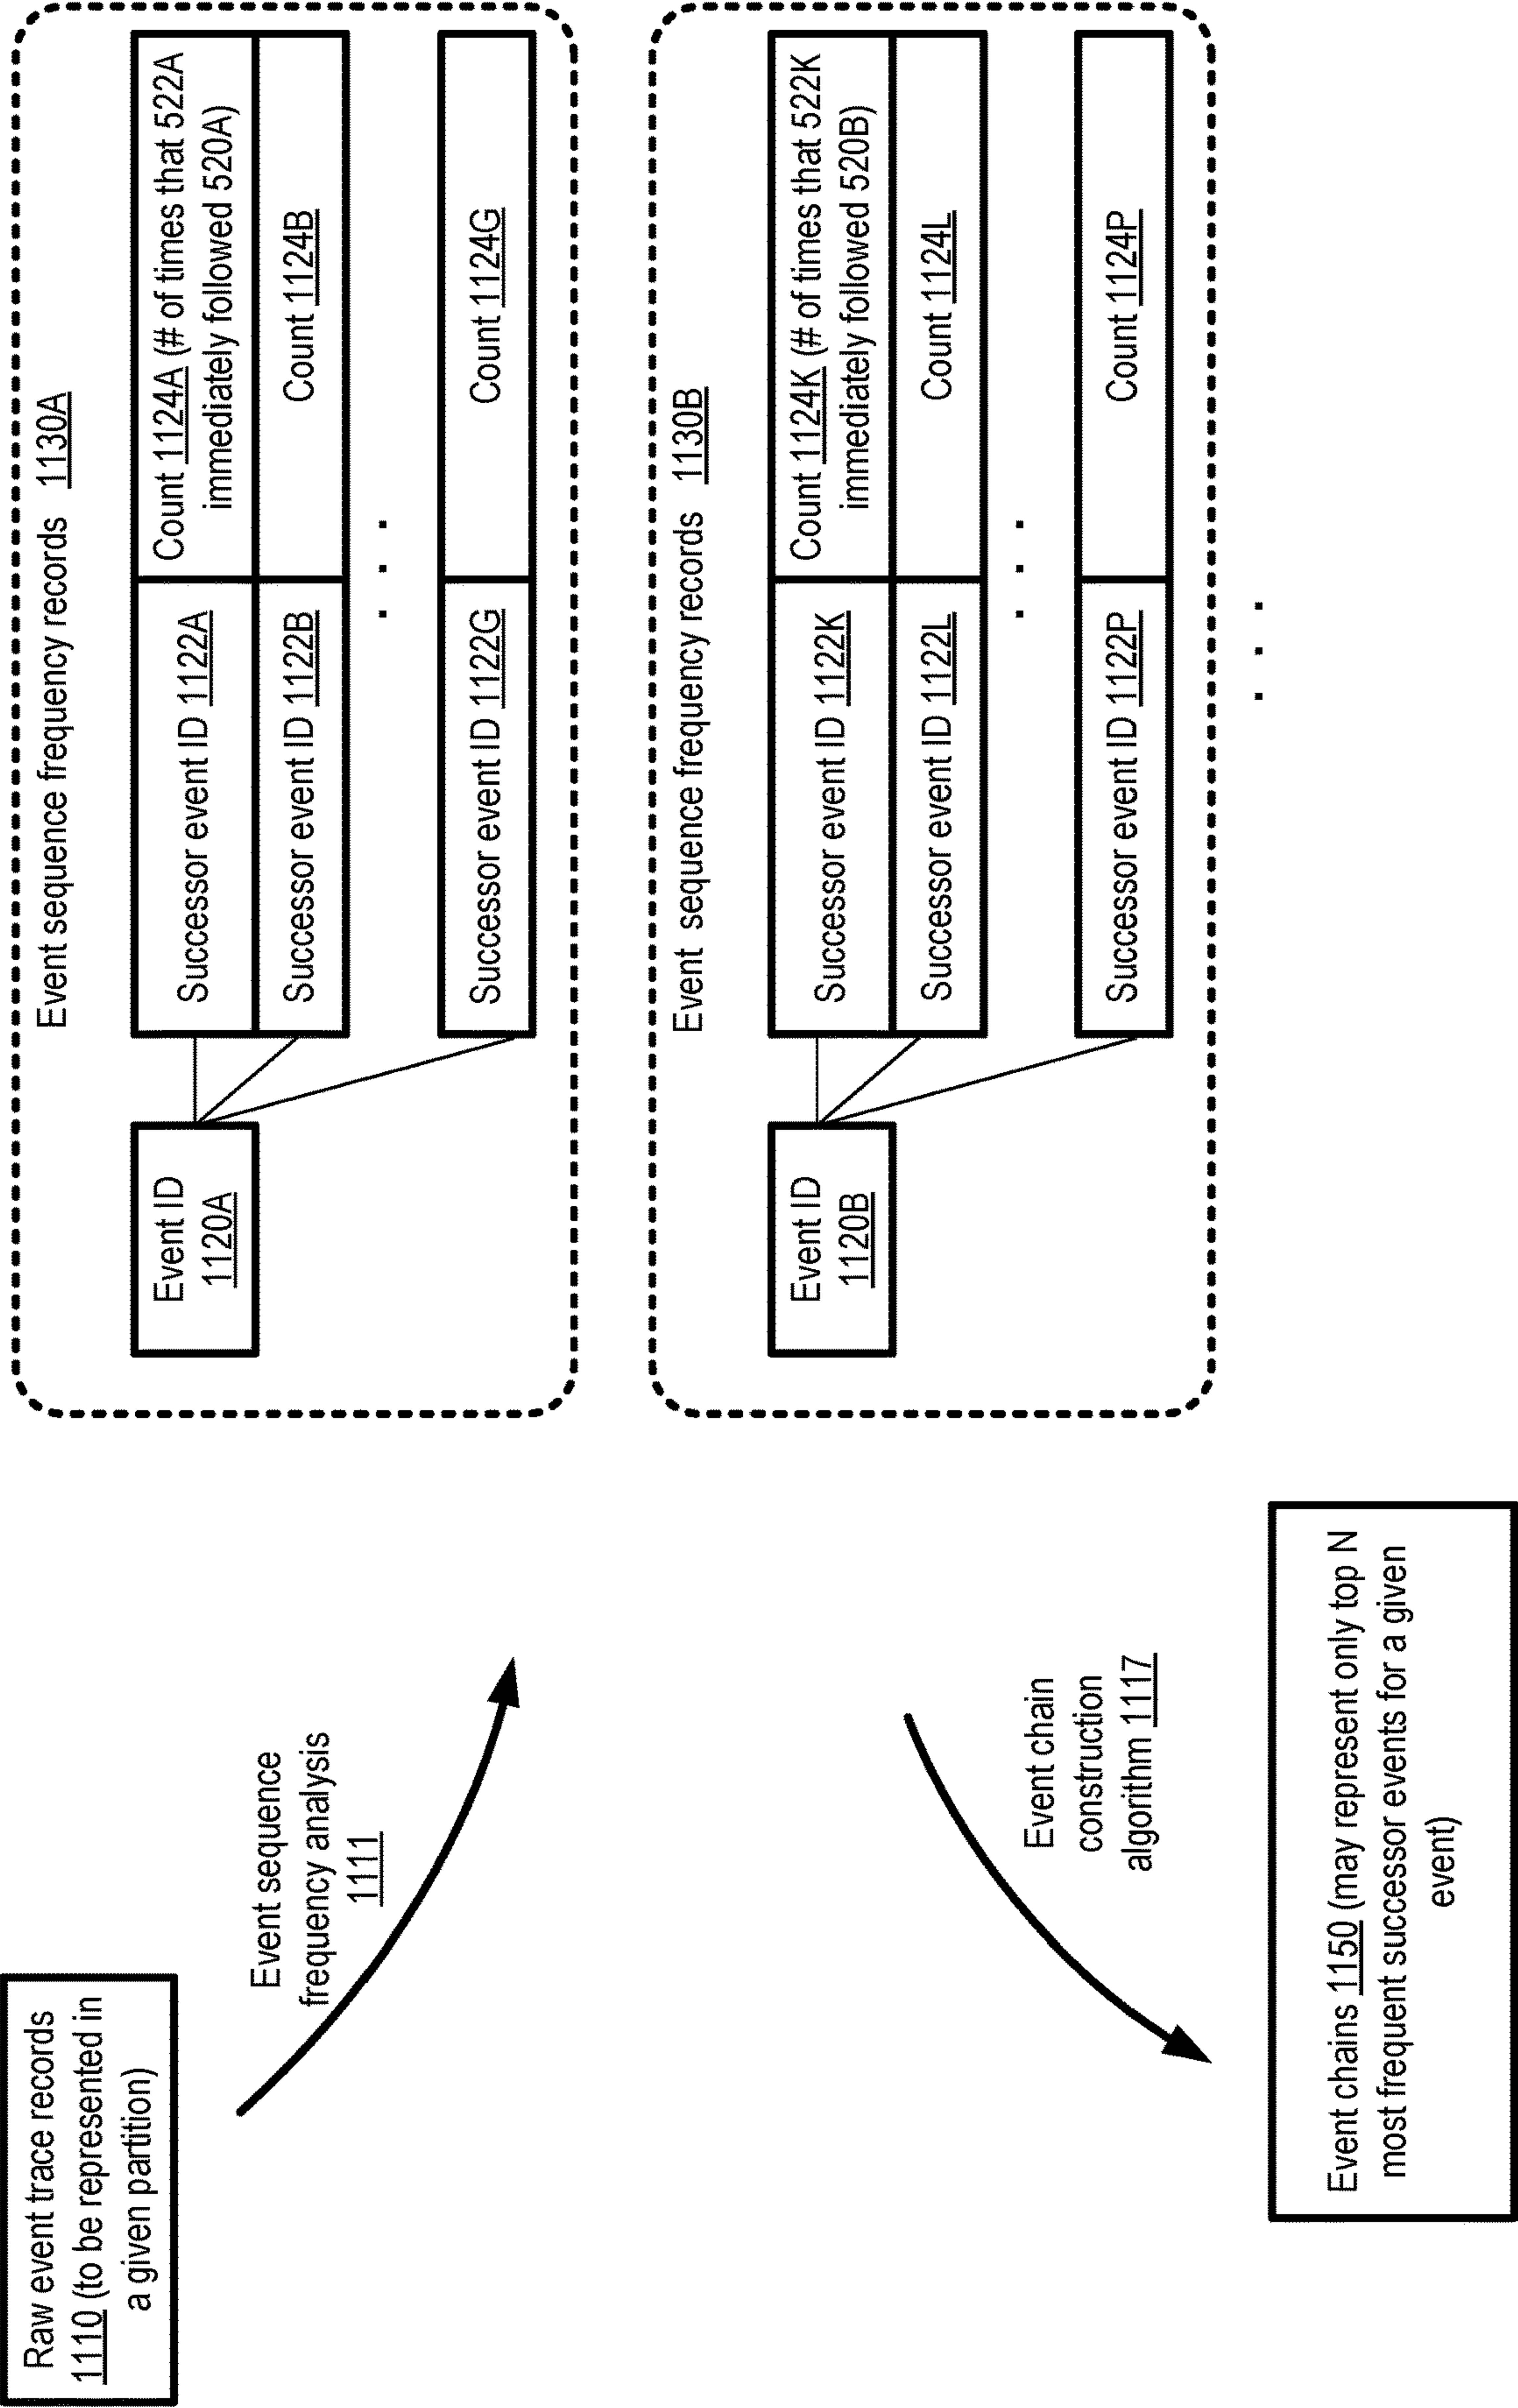 Raw event trace records
1110 (to be represented in
a given partition)
Event sequence
frequency analysis
1111
Event sequence frequency records 1130A
Event ID
1120A
Successor event ID 1122A
Count 1124A (# of times that 522A
immediately followed 520A)
Successor event ID 1122B
Count 1124B
. . .
Successor event ID 1122G
Count 1124G
Event sequence frequency records 1130B
Event ID
1120B
Successor event ID 1122K
Count 1124K (# of times that 522K
immediately followed 520B)
Successor event ID 1122L
Count 1124L
. . .
Successor event ID 1122P
Count 1124P
. . .
Event chain
construction
algorithm 1117
Event chains 1150 (may represent only top N
most frequent successor events for a given
event)